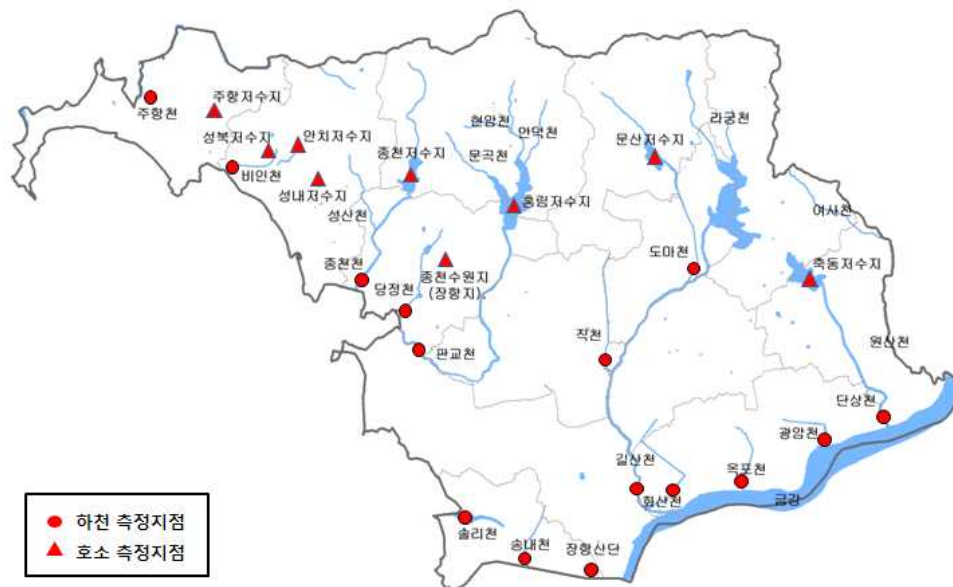 주항천
주항저수지
성복저수지
안치저수지
비인천
성내저수지
성산천
종천저수지
현암천
안덕천
문곡천
흥림저수지
문산저수지
라궁천
여사천
도마천
축동저수지
종천천
당정천
종천수원지
(장항지)
판교천
직천
원산천
단상천
광암천
길산천
화산천
옥포천
금강
솔리천
송내천
장항산단
하천 측정지점
호소 측정지점